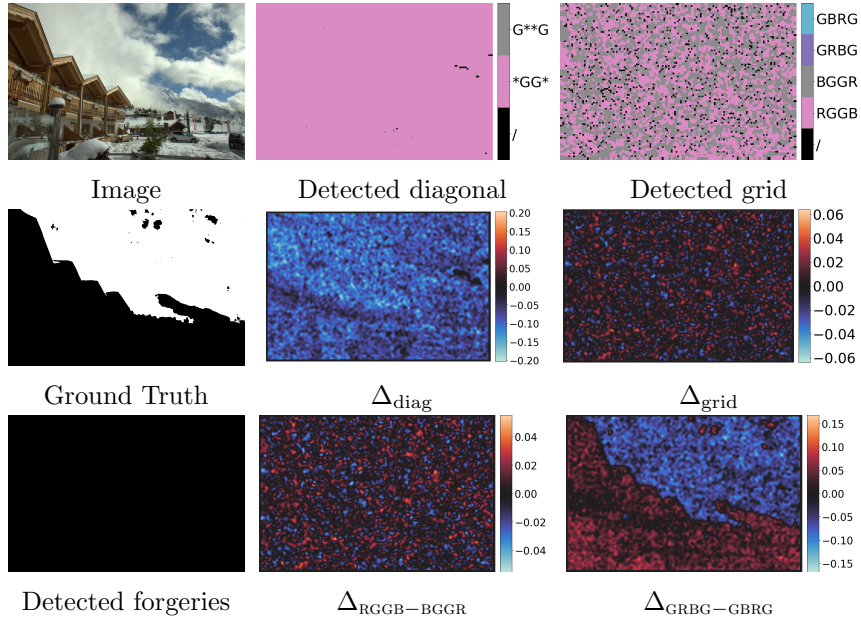 G**G
*GG*
/
GBRG
GRBG
BGGR
RGGB
/
Image
Detected diagonal
Detected grid
0.20
0.15
0.10
0.05
0.00
−0.05
−0.10
−0.15
−0.20
0.06
0.04
0.02
0.00
−0.02
−0.04
−0.06
Ground Truth
Δdiag
Δgrid
0.04
0.02
0.00
−0.02
−0.04
0.15
0.10
0.05
0.00
−0.05
−0.10
−0.15
Detected forgeries
ΔRGGB−BGGR
ΔGRBG−GBRG